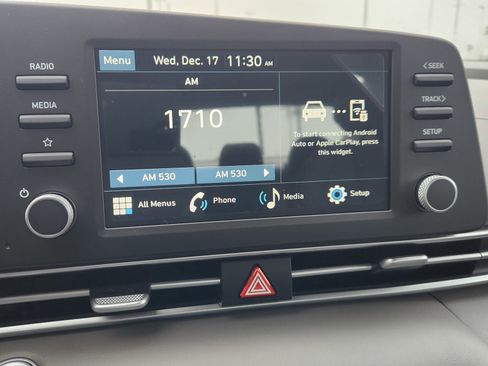 RADIO
MEDIA
Menu
Wed, Dec. 17 11:30 AM
AM
1710
AM 530
AM 530
To start connecting Android
Auto or Apple CarPlay, press
this widget.
All Menus
Phone
Media
Setup
SEEK
TRACK
SETUP